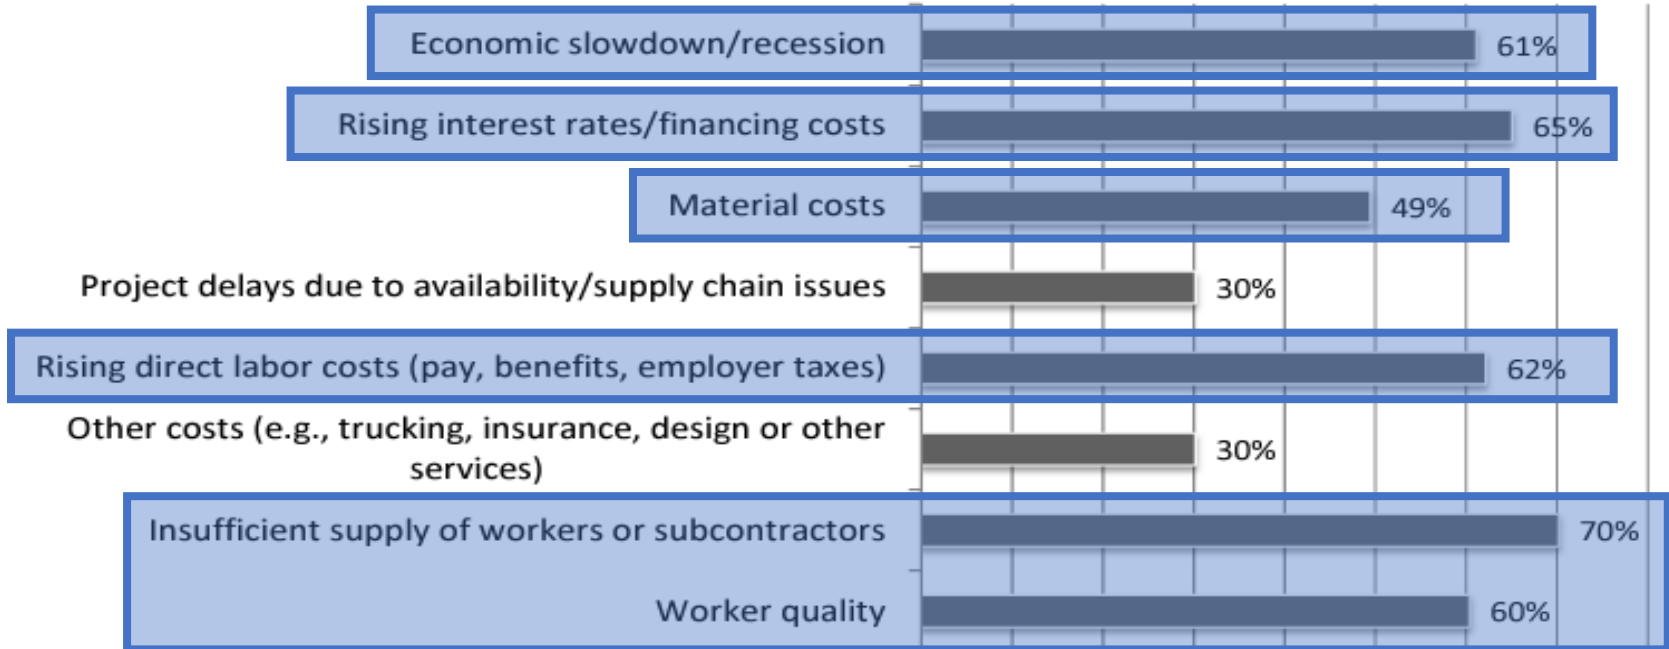 Economic slowdown/recession 61%
Rising interest rates/financing costs 65%
Material costs 49%
Project delays due to availability/supply chain issues 30%
Rising direct labor costs (pay, benefits, employer taxes) 62%
Other costs (e.g., trucking, insurance, design or other
services) 30%
Insufficient supply of workers or subcontractors 70%
Worker quality 60%